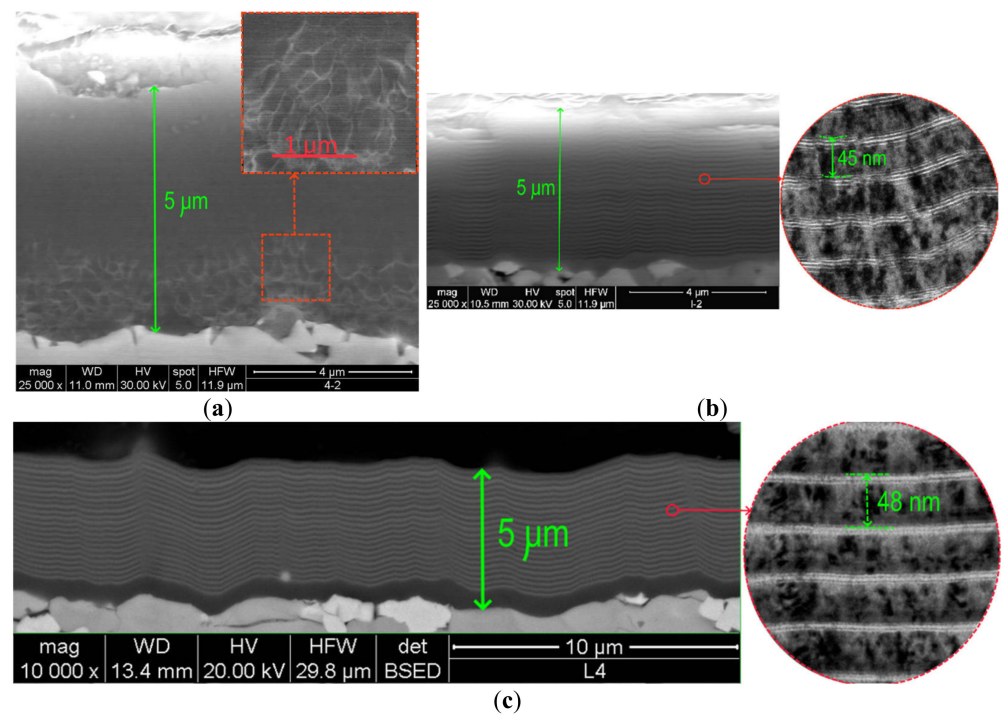 1 µm
5 µm
mag WD HV spot HFW 4 µm
25 000 x 11.0 mm 30.00 kV 5.0 11.9 µm 4-2
(a)
5 µm
45 nm
mag WD HV spot HFW 4 µm
25 000 x 10.5 mm 30.00 kV 5.0 11.9 µm I-2
(b)
5 µm
48 nm
mag WD HV HFW det 10 µm
10 000 x 13.4 mm 20.00 kV 29.8 µm BSED L4
(c)